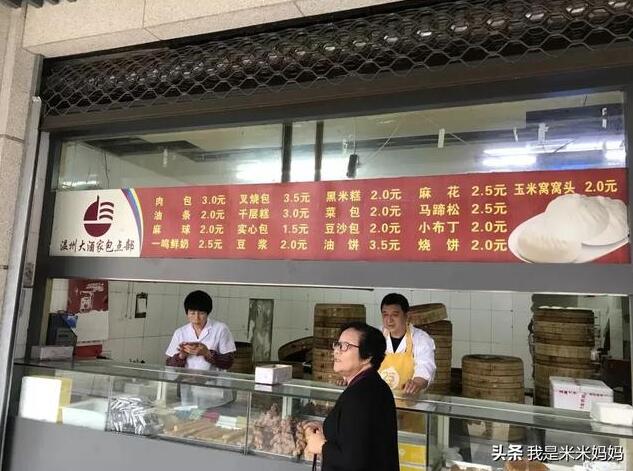 肉包 3.0元 叉烧包 3.5元 黑米糕 2.0元 麻花 2.5元 玉米窝窝头 2.0元
油条 2.0元 千层糕 3.0元 菜包 2.0元 马蹄松 2.5元
麻球 2.0元 实心包 1.5元 豆沙包 2.0元 小布丁 2.0元
一鸣鲜奶 2.5元 豆浆 2.0元 油饼 3.5元 烧饼 2.0元
温州大酒家包点部
头条 @我是米米妈妈